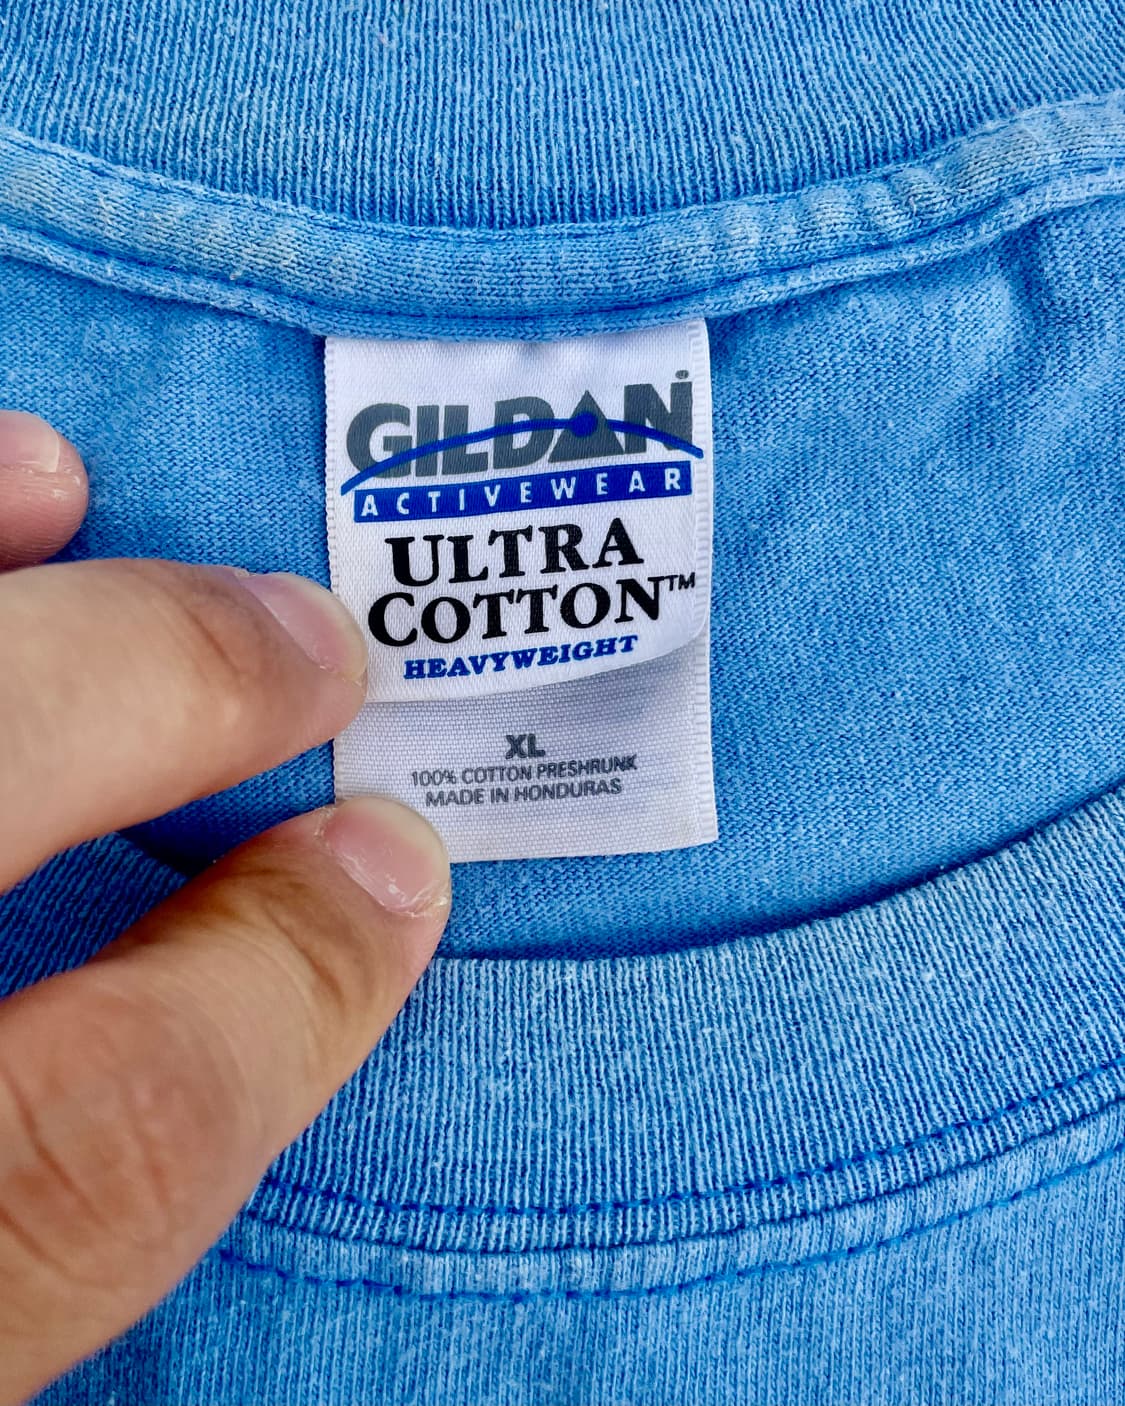 GILDAN®
ACTIVEWEAR
ULTRA
COTTON™
HEAVYWEIGHT
XL
100% COTTON PRESHRUNK
MADE IN HONDURAS